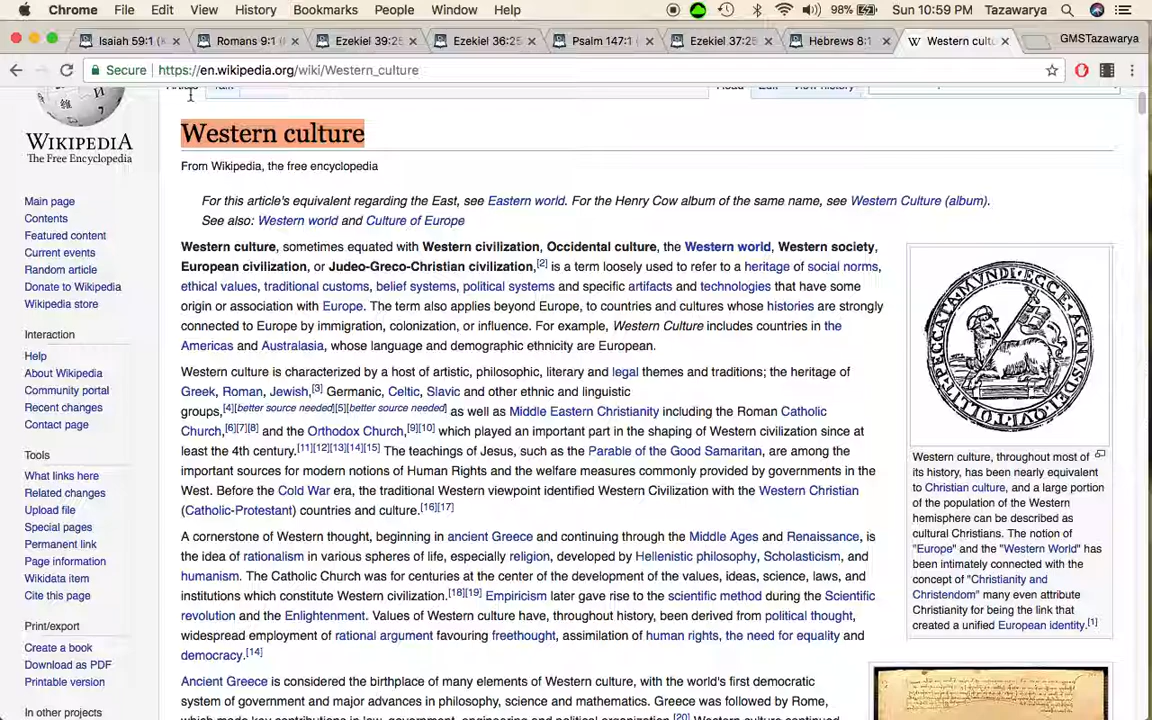 Chrome File Edit View History Bookmarks People Window Help 98% Sun 10:59 PM Tazawarya
Isaiah 59:1 ( Romans 9:1 ( Ezekiel 39:25 Ezekiel 36:25 Psalm 147:1 Ezekiel 37:25 Hebrews 8:1 W Western cultu GMSTazawarya
Secure https://en.wikipedia.org/wiki/Western_culture
Article Talk Read Edit View history
WIKIPEDIA
The Free Encyclopedia
Main page
Contents
Featured content
Current events
Random article
Donate to Wikipedia
Wikipedia store
Interaction
Help
About Wikipedia
Community portal
Recent changes
Contact page
Tools
What links here
Related changes
Upload file
Special pages
Permanent link
Page information
Wikidata item
Cite this page
Print/export
Create a book
Download as PDF
Printable version
In other projects
Western culture
From Wikipedia, the free encyclopedia
For this article's equivalent regarding the East, see Eastern world. For the Henry Cow album of the same name, see Western Culture (album).
See also: Western world and Culture of Europe
Western culture, sometimes equated with Western civilization, Occidental culture, the Western world, Western society,
European civilization, or Judeo-Greco-Christian civilization,[2] is a term loosely used to refer to a heritage of social norms,
ethical values, traditional customs, belief systems, political systems and specific artifacts and technologies that have some
origin or association with Europe. The term also applies beyond Europe, to countries and cultures whose histories are strongly
connected to Europe by immigration, colonization, or influence. For example, Western Culture includes countries in the
Americas and Australasia, whose language and demographic ethnicity are European.
Western culture is characterized by a host of artistic, philosophic, literary and legal themes and traditions; the heritage of
Greek, Roman, Jewish,[3] Germanic, Celtic, Slavic and other ethnic and linguistic
groups,[4][better source needed][5][better source needed] as well as Middle Eastern Christianity including the Roman Catholic
Church,[6][7][8] and the Orthodox Church,[9][10] which played an important part in the shaping of Western civilization since at
least the 4th century.[11][12][13][14][15] The teachings of Jesus, such as the Parable of the Good Samaritan, are among the
important sources for modern notions of Human Rights and the welfare measures commonly provided by governments in the
West. Before the Cold War era, the traditional Western viewpoint identified Western Civilization with the Western Christian
(Catholic-Protestant) countries and culture.[16][17]
A cornerstone of Western thought, beginning in ancient Greece and continuing through the Middle Ages and Renaissance, is
the idea of rationalism in various spheres of life, especially religion, developed by Hellenistic philosophy, Scholasticism, and
humanism. The Catholic Church was for centuries at the center of the development of the values, ideas, science, laws, and
institutions which constitute Western civilization.[18][19] Empiricism later gave rise to the scientific method during the Scientific
revolution and the Enlightenment. Values of Western culture have, throughout history, been derived from political thought,
widespread employment of rational argument favouring freethought, assimilation of human rights, the need for equality and
democracy.[14]
Ancient Greece is considered the birthplace of many elements of Western culture, with the world's first democratic
system of government and major advances in philosophy, science and mathematics. Greece was followed by Rome,
which made key contributions in law, government, engineering and political organization.[20] Western culture continued
ECCE AGNUS DEI QUI TOLLIT PECCATA MUNDI
Western culture, throughout most of
its history, has been nearly equivalent
to Christian culture, and a large portion
of the population of the Western
hemisphere can be described as
cultural Christians. The notion of
"Europe" and the "Western World" has
been intimately connected with the
concept of "Christianity and
Christendom" many even attribute
Christianity for being the link that
created a unified European identity.[1]